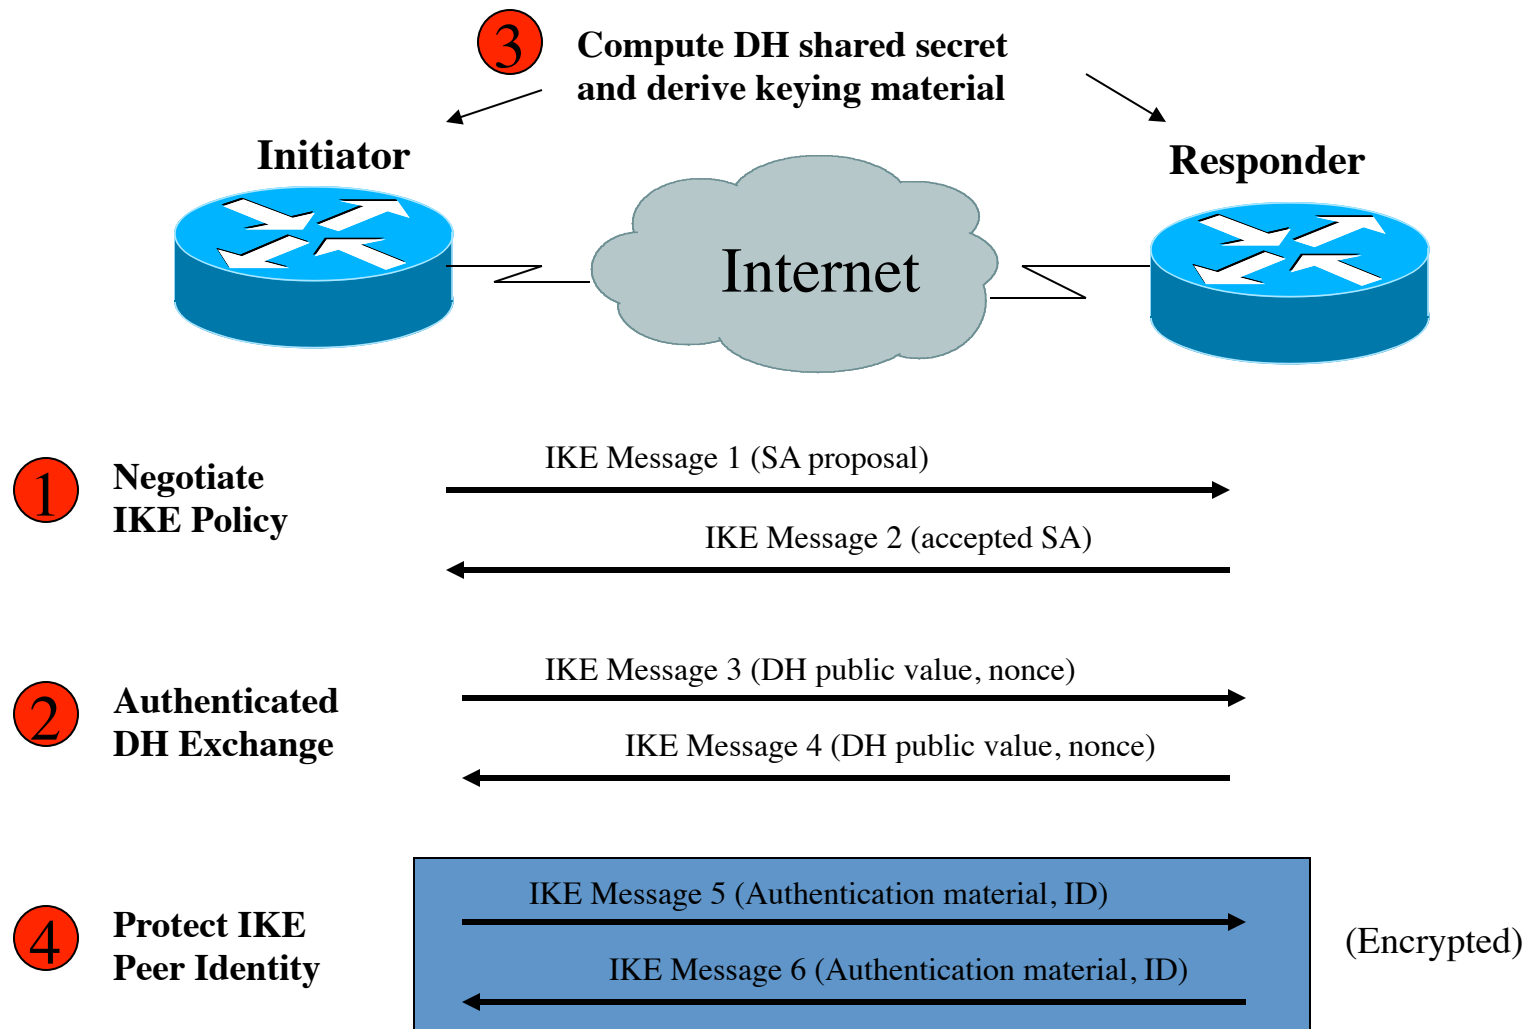 3
Compute DH shared secret
and derive keying material
Initiator
Responder
Internet
1
Negotiate
IKE Policy
IKE Message 1 (SA proposal)
IKE Message 2 (accepted SA)
2
Authenticated
DH Exchange
IKE Message 3 (DH public value, nonce)
IKE Message 4 (DH public value, nonce)
4
Protect IKE
Peer Identity
IKE Message 5 (Authentication material, ID)
IKE Message 6 (Authentication material, ID)
(Encrypted)